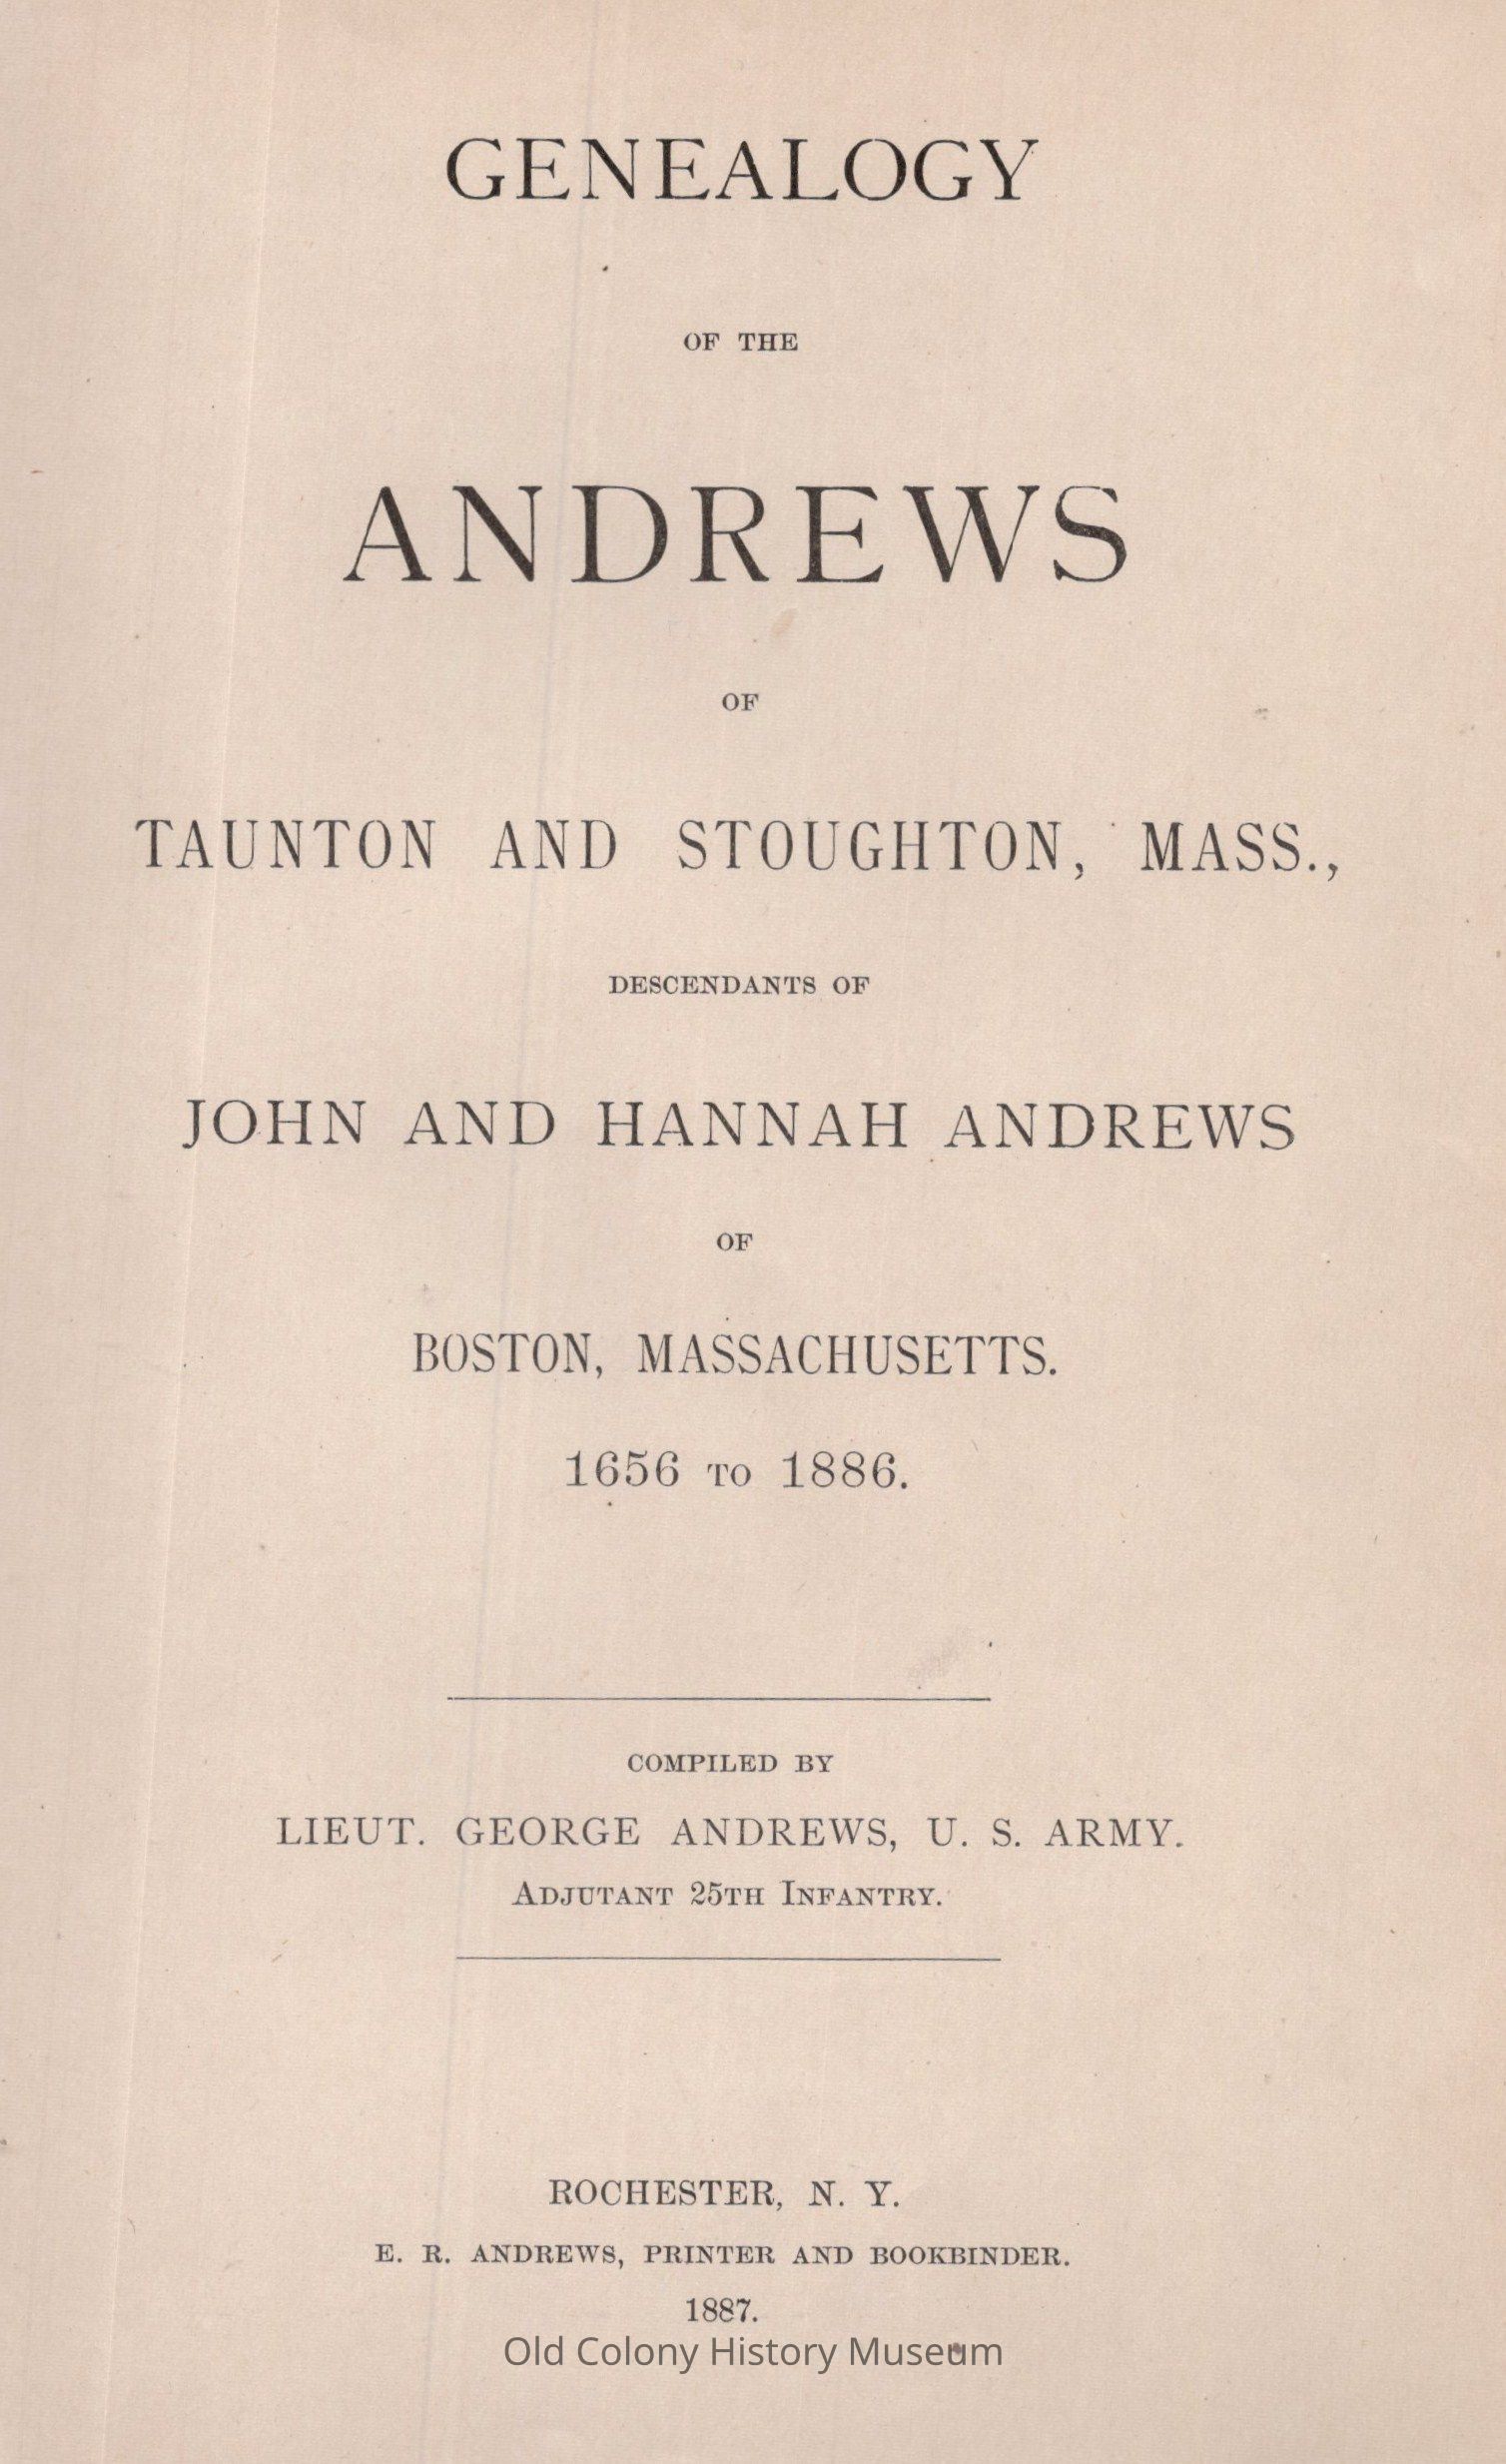 GENEALOGY
OF THE
ANDREWS
OF
TAUNTON AND STOUGHTON, MASS.,
DESCENDANTS OF
JOHN AND HANNAH ANDREWS
OF
BOSTON, MASSACHUSETTS.
1656 TO 1886.
COMPILED BY
LIEUT. GEORGE ANDREWS, U. S. ARMY.
ADJUTANT 25TH INFANTRY.
ROCHESTER, N. Y.
E. R. ANDREWS, PRINTER AND BOOKBINDER.
1887.
Old Colony History Museum